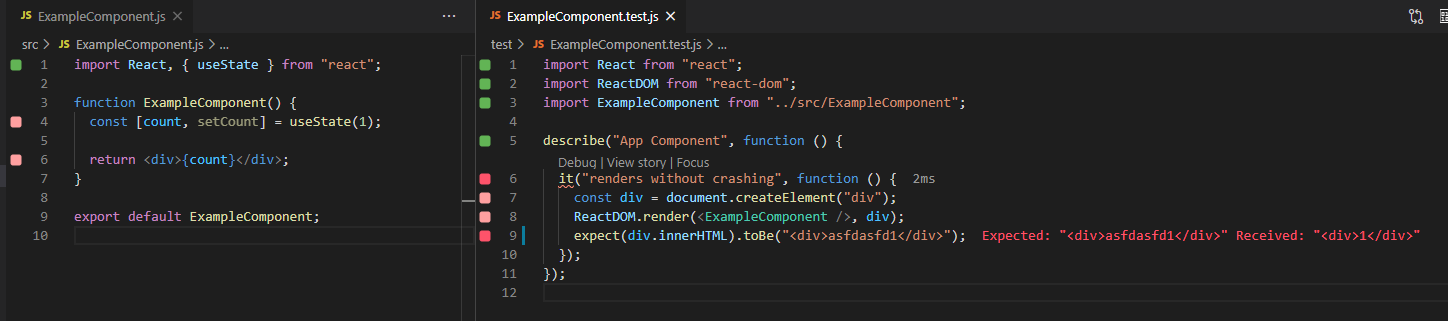 JS ExampleComponent.js × ...
src > JS ExampleComponent.js > ...
1 import React, { useState } from "react";
2
3 function ExampleComponent() {
4 const [count, setCount] = useState(1);
5
6 return <div>{count}</div>;
7 }
8
9 export default ExampleComponent;
10
JS ExampleComponent.test.js ×
test > JS ExampleComponent.test.js > ...
1 import React from "react";
2 import ReactDOM from "react-dom";
3 import ExampleComponent from "../src/ExampleComponent";
4
5 describe("App Component", function () {
Debug | View story | Focus
6 it("renders without crashing", function () { 2ms
7 const div = document.createElement("div");
8 ReactDOM.render(<ExampleComponent />, div);
9 expect(div.innerHTML).toBe("<div>asfdasfd1</div>"); Expected: "<div>asfdasfd1</div>" Received: "<div>1</div>"
10 });
11 });
12